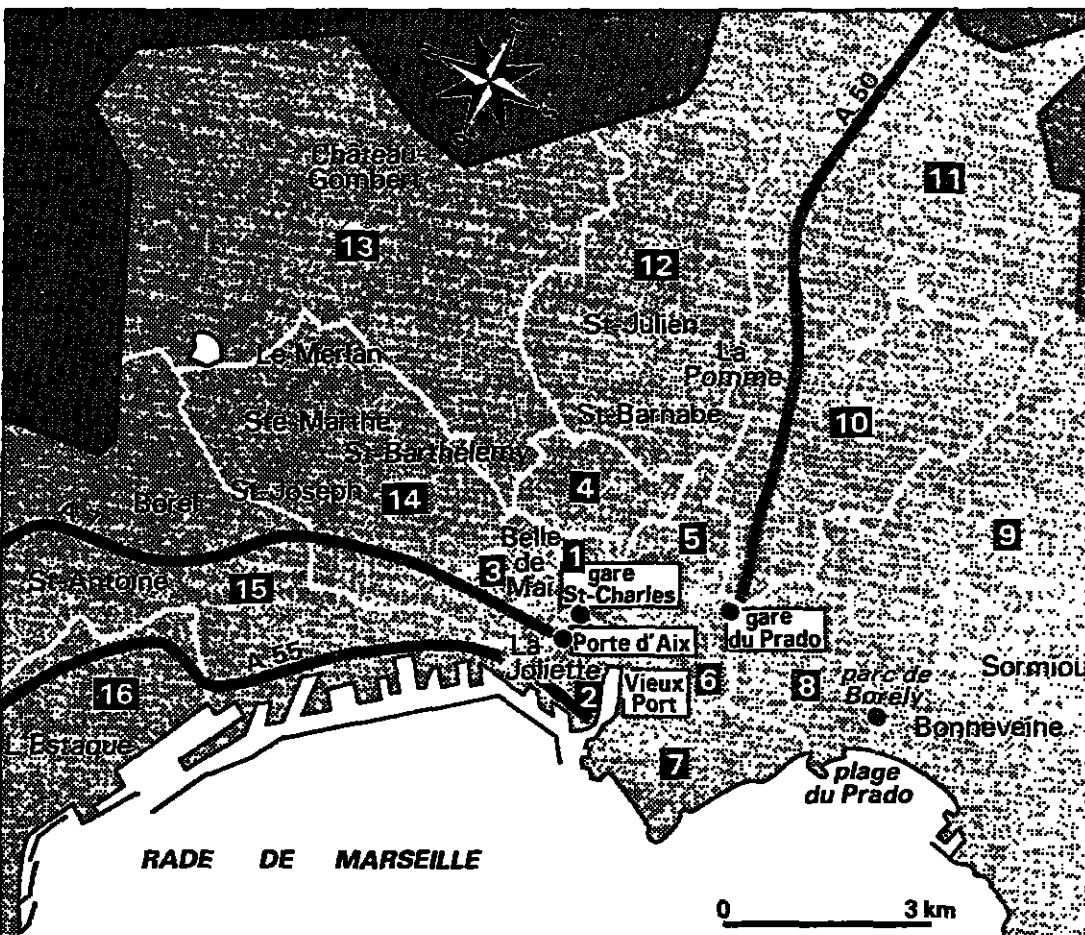 A 50
11
Château
Gombert
13
12
St-Julien
Le Merlan
La
Pomme
Ste-Marthe
St-Barnabé
10
St-Barthélemy
4
Borel
St-Joseph
14
9
5
Belle
de
Mai
1
3
gare
St-Charles
St-Antoine
15
gare
du Prado
Porte d'Aix
La
Joliette
A 55
Sormiou
16
2
Vieux
Port
6
8
parc de
Borely
L'Estaque
Bonneveine
7
plage
du Prado
RADE DE MARSEILLE
0 3 km